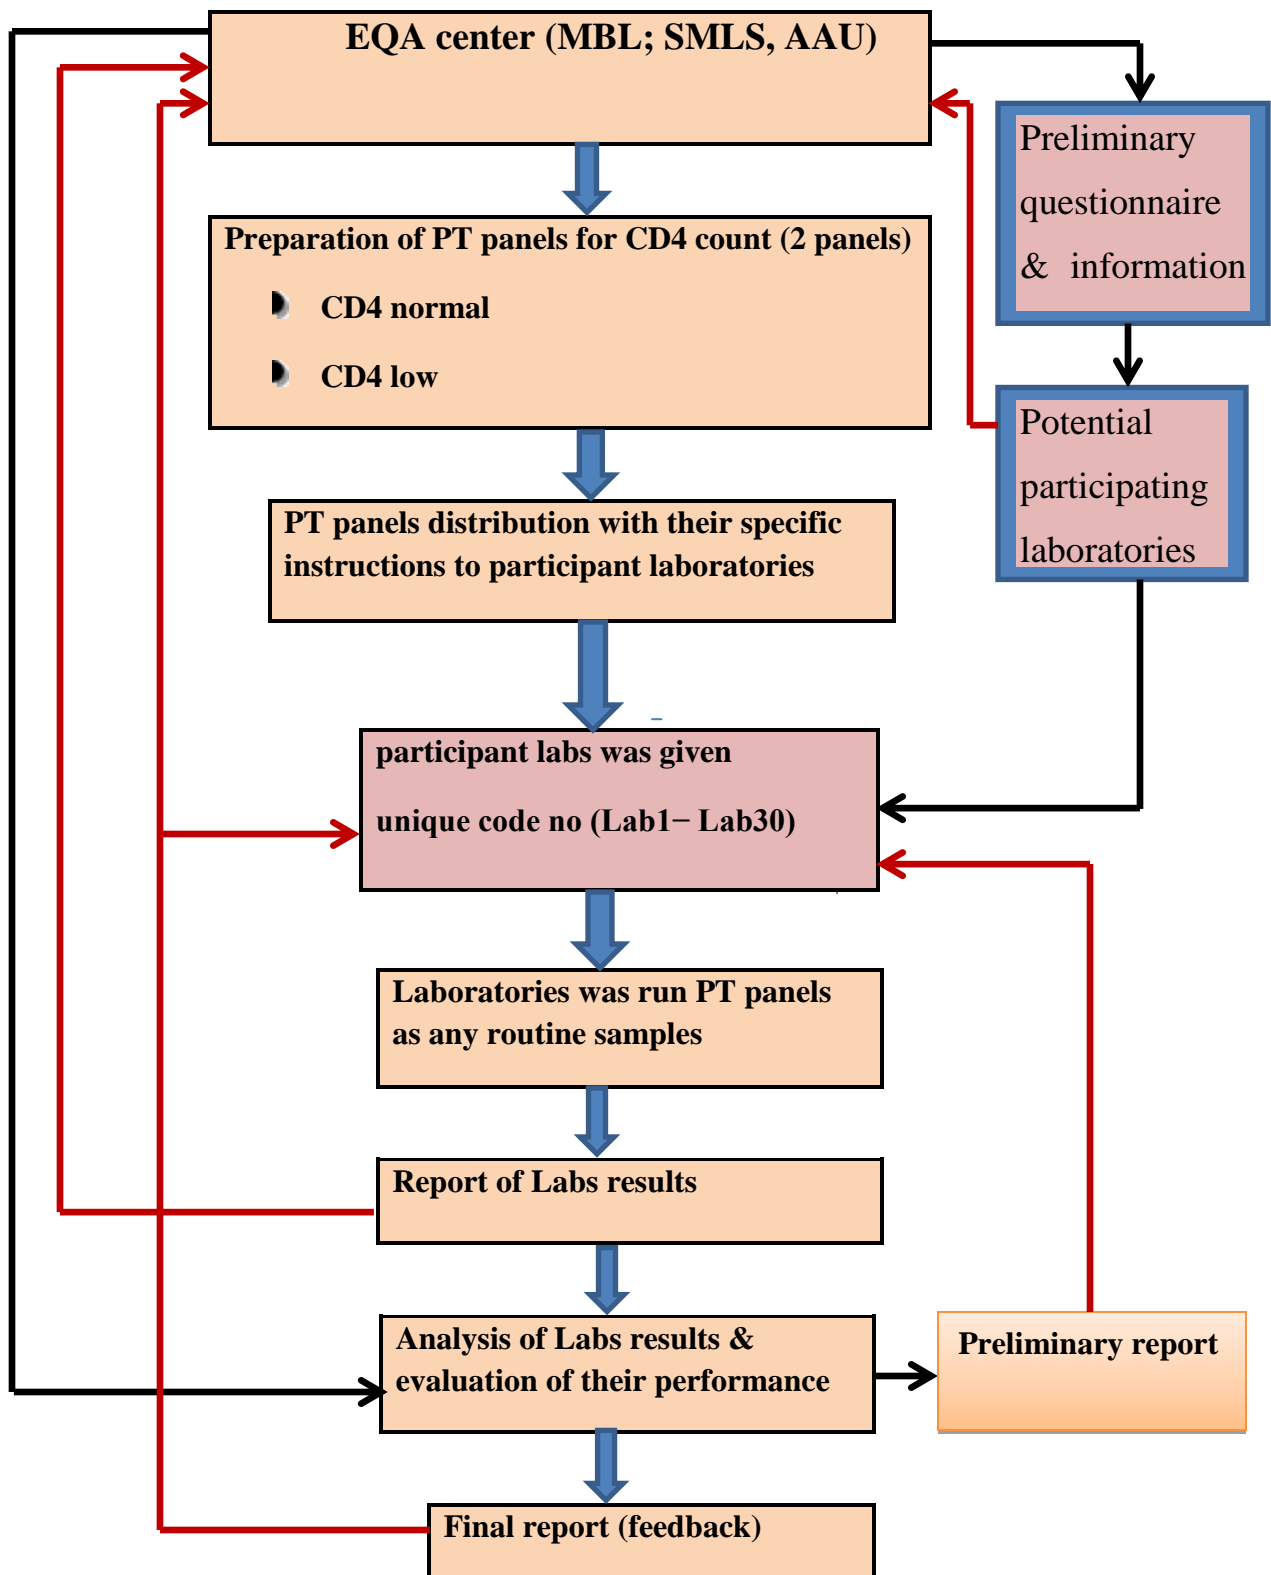 EQA center (MBL; SMLS, AAU)
Preliminary
questionnaire
& information
Preparation of PT panels for CD4 count (2 panels)
CD4 normal
CD4 low
Potential
participating
laboratories
PT panels distribution with their specific
instructions to participant laboratories
participant labs was given
unique code no (Lab1− Lab30)
Laboratories was run PT panels
as any routine samples
Report of Labs results
Analysis of Labs results &
evaluation of their performance
Preliminary report
Final report (feedback)